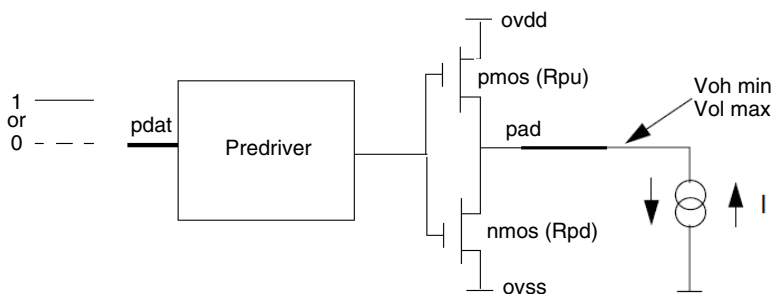 ovdd
pmos (Rpu)
Voh min
Vol max
1
or
0
pdat
Predriver
pad
nmos (Rpd)
I
ovss